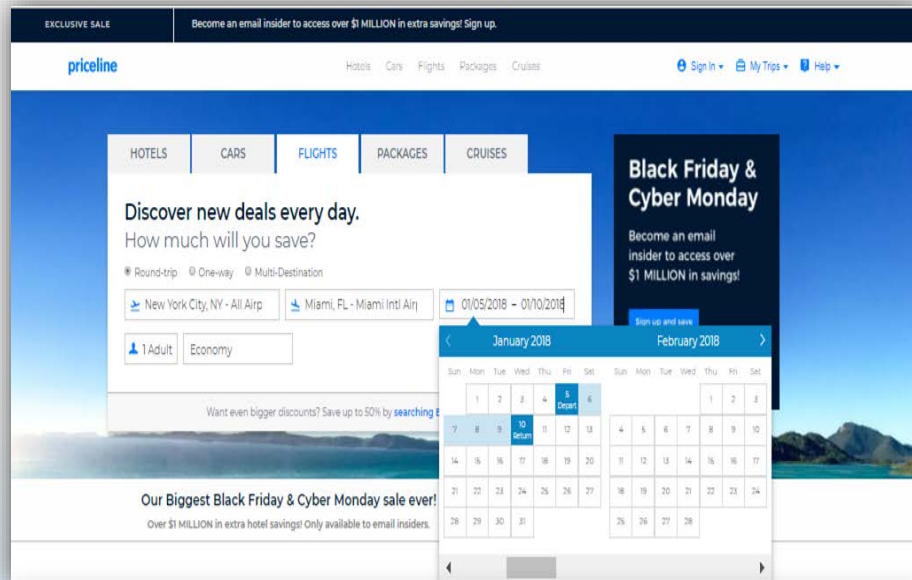 EXCLUSIVE SALE
Become an email insider to access over $1 MILLION in extra savings! Sign up.
priceline
Hotels Cars Flights Packages Cruises
Sign In My Trips Help
HOTELS CARS FLIGHTS PACKAGES CRUISES
Discover new deals every day.
How much will you save?
Round-trip One-way Multi-Destination
New York City, NY - All Airp
Miami, FL - Miami Intl Air
01/05/2018 – 01/10/2018
1 Adult Economy
Want even bigger discounts? Save up to 50% by searching
Black Friday &
Cyber Monday
Become an email
insider to access over
$1 MILLION in savings!
Sign up and save
January 2018
Sun Mon Tue Wed Thu Fri Sat
1 2 3 4 5 Depart 6
7 8 9 10 Return 11 12 13
14 15 16 17 18 19 20
21 22 23 24 25 26 27
28 29 30 31
February 2018
Sun Mon Tue Wed Thu Fri Sat
1 2 3
4 5 6 7 8 9 10
11 12 13 14 15 16 17
18 19 20 21 22 23 24
25 26 27 28
Our Biggest Black Friday & Cyber Monday sale ever!
Over $1 MILLION in extra hotel savings! Only available to email insiders.